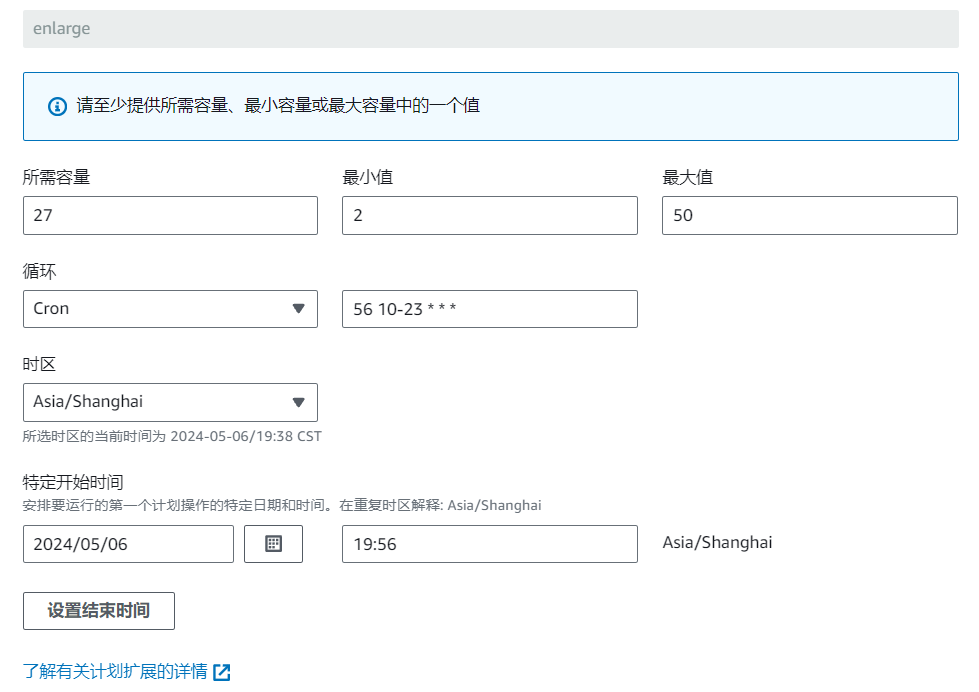 enlarge
请至少提供所需容量、最小容量或最大容量中的一个值
所需容量 最小值 最大值
27 2 50
循环
Cron 56 10-23 * * *
时区
Asia/Shanghai
所选时区的当前时间为 2024-05-06/19:38 CST
特定开始时间
安排要运行的第一个计划操作的特定日期和时间。在重复时区解释: Asia/Shanghai
2024/05/06 19:56 Asia/Shanghai
设置结束时间
了解有关计划扩展的详情